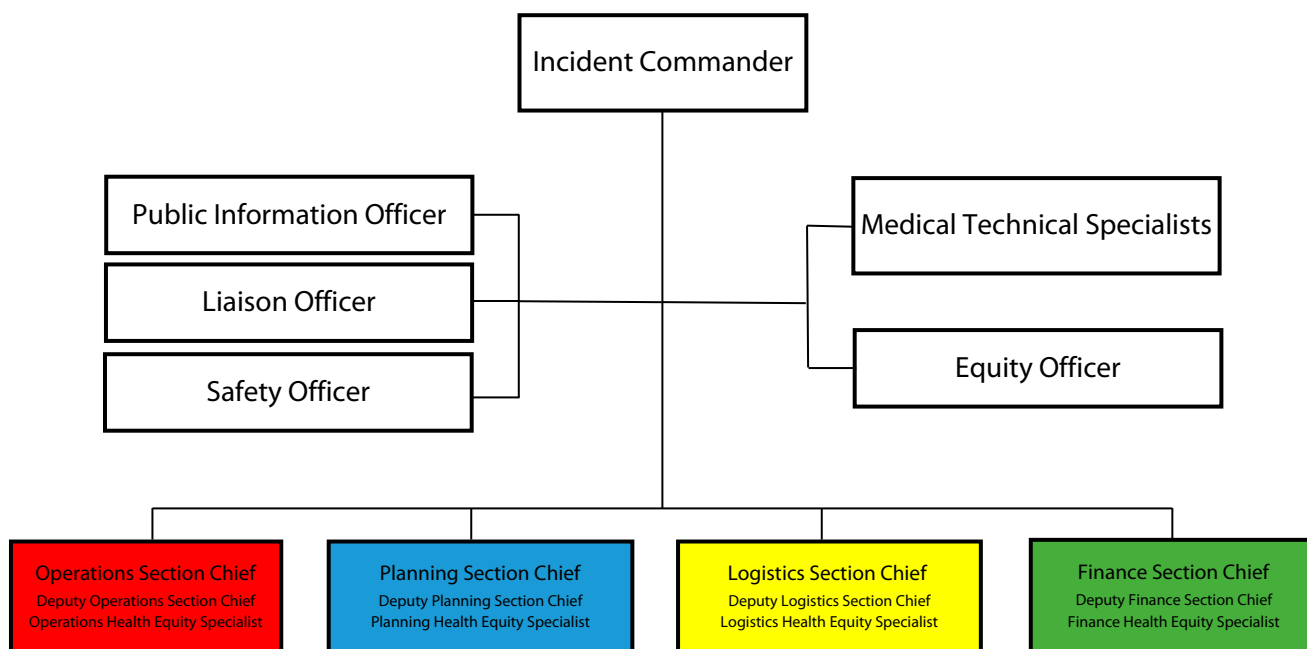 Incident Commander
Public Information Officer
Medical Technical Specialists
Liaison Officer
Equity Officer
Safety Officer
Operations Section Chief
Deputy Operations Section Chief
Operations Health Equity Specialist
Planning Section Chief
Deputy Planning Section Chief
Planning Health Equity Specialist
Logistics Section Chief
Deputy Logistics Section Chief
Logistics Health Equity Specialist
Finance Section Chief
Deputy Finance Section Chief
Finance Health Equity Specialist